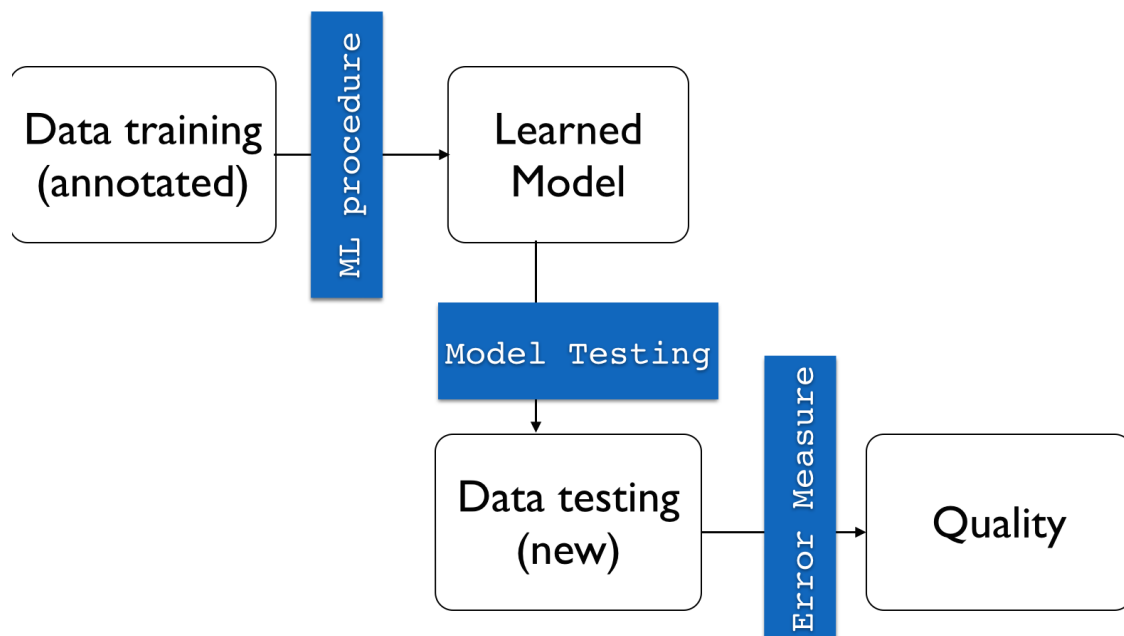 Data training
(annotated)
ML procedure
Learned
Model
Model Testing
Data testing
(new)
Error Measure
Quality